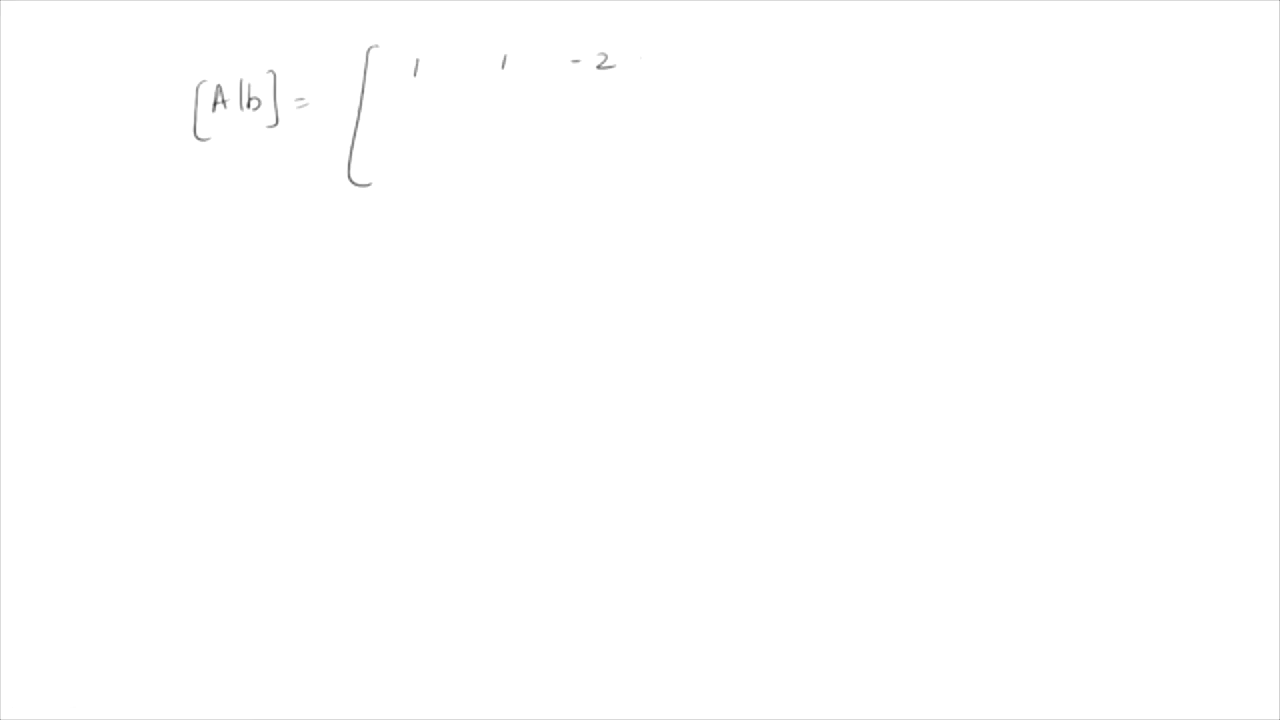 [A|b] = [ 1 1 -2